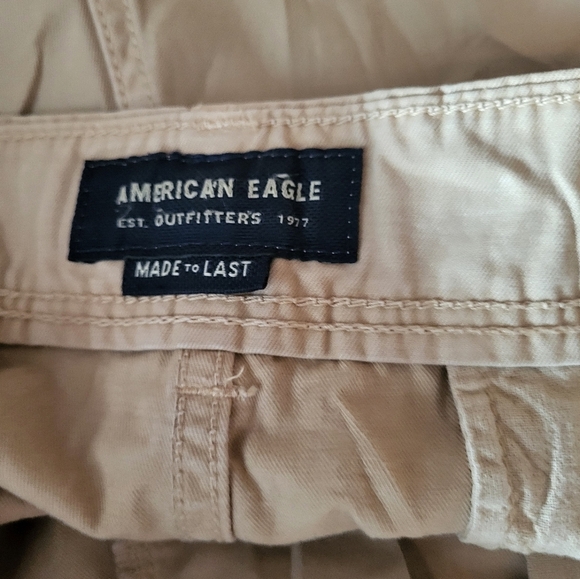 AMERICAN EAGLE
EST. OUTFITTERS 1977
MADE TO LAST